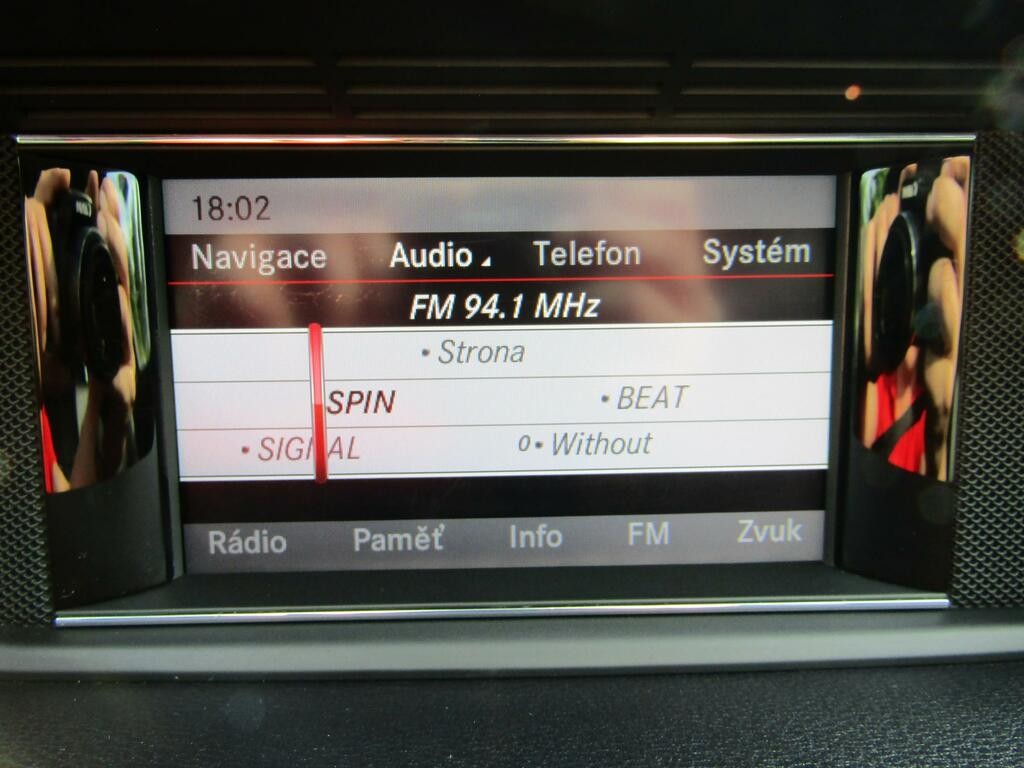 18:02
Navigace Audio Telefon Systém
FM 94.1 MHz
• Strona
SPIN • BEAT
• SIGNAL 0• Without
Rádio Paměť Info FM Zvuk